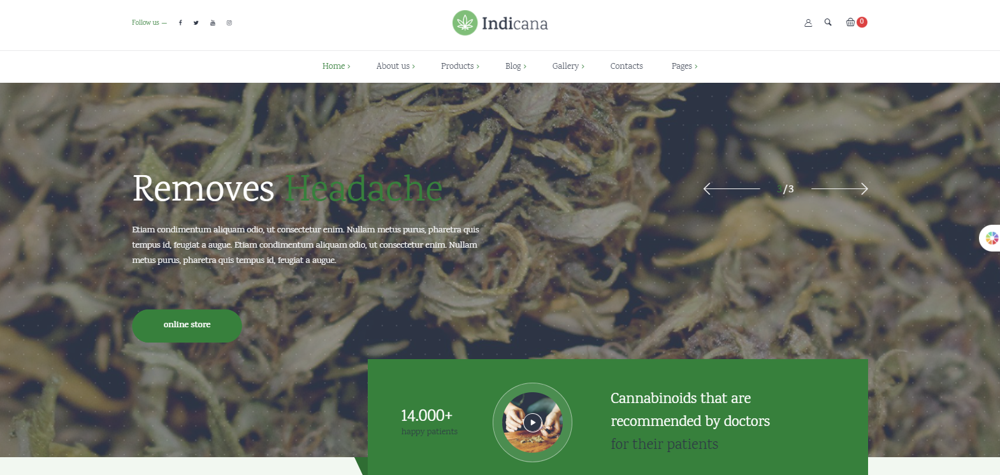 Follow us —
Indicana
0
Home
About us
Products
Blog
Gallery
Contacts
Pages
Removes Headache
3/3
Etiam condimentum aliquam odio, ut consectetur enim. Nullam metus purus, pharetra quis
tempus id, feugiat a augue. Etiam condimentum aliquam odio, ut consectetur enim. Nullam
metus purus, pharetra quis tempus id, feugiat a augue.
online store
14.000+
happy patients
Cannabinoids that are
recommended by doctors
for their patients